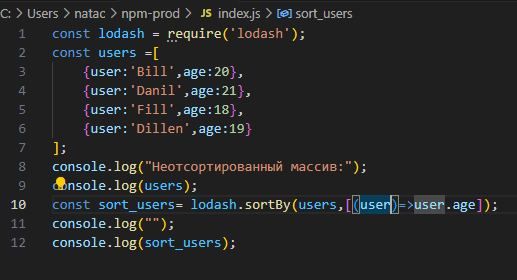 C: > Users > natac > npm-prod > JS index.js > sort_users
1 const lodash = require('lodash');
2 const users =[
3 {user:'Bill',age:20},
4 {user:'Danil',age:21},
5 {user:'Fill',age:18},
6 {user:'Dillen',age:19}
7 ];
8 console.log("Неотсортированный массив:");
9 console.log(users);
10 const sort_users= lodash.sortBy(users,[(user)=>user.age]);
11 console.log("");
12 console.log(sort_users);